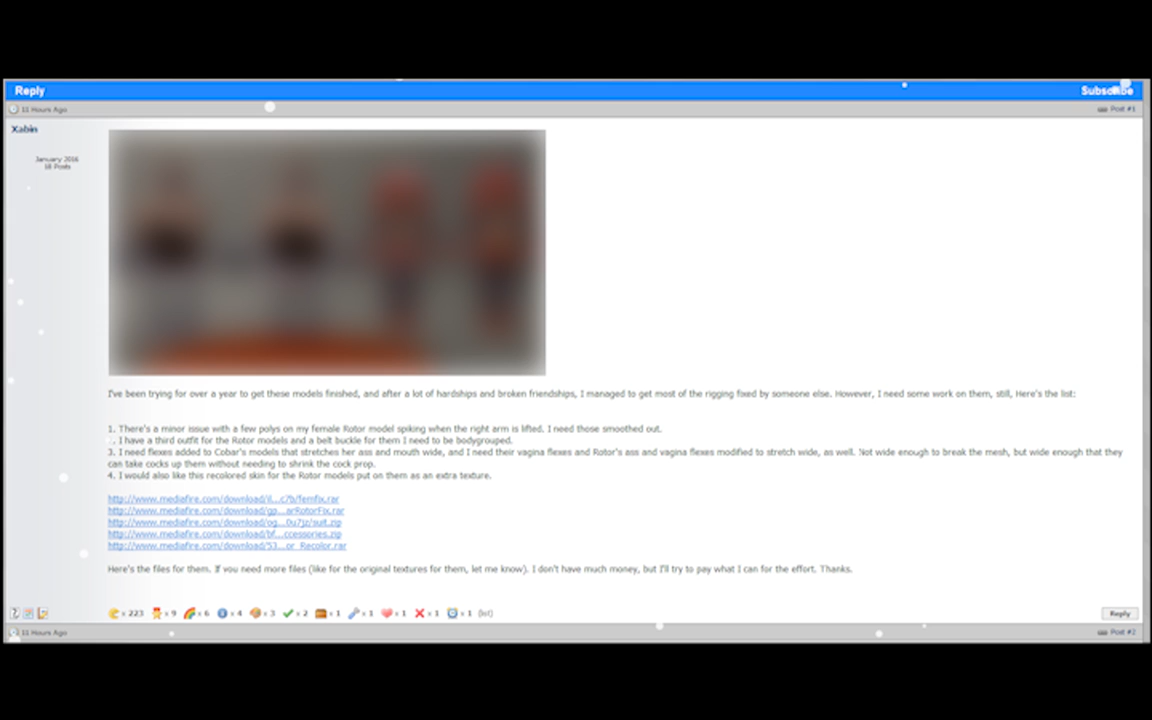 Reply
Subscribe
11 Hours Ago
Post #1
Xabin
January 2016
18 Posts
I've been trying for over a year to get these models finished, and after a lot of hardships and broken friendships, I managed to get most of the rigging fixed by someone else. However, I need some work on them, still, Here's the list:
1. There's a minor issue with a few polys on my female Rotor model spiking when the right arm is lifted. I need those smoothed out.
. I have a third outfit for the Rotor models and a belt buckle for them I need to be bodygrouped.
3. I need flexes added to Cobar's models that stretches her ass and mouth wide, and I need their vagina flexes and Rotor's ass and vagina flexes modified to stretch wide, as well. Not wide enough to break the mesh, but wide enough that they
can take cocks up them without needing to shrink the cock prop.
4. I would also like this recolored skin for the Rotor models put on them as an extra texture.
http://www.mediafire.com/download/il...c7b/femfix.rar
http://www.mediafire.com/download/gp...arRotorFix.rar
http://www.mediafire.com/download/og...0u7jz/suit.zip
http://www.mediafire.com/download/bf...ccessories.zip
http://www.mediafire.com/download/53...or_Recolor.rar
Here's the files for them. If you need more files (like for the original textures for them, let me know). I don't have much money, but I'll try to pay what I can for the effort. Thanks.
x 223 x 9 x 6 x 4 x 3 x 2 x 1 x 1 x 1 x 1 x 1 (list)
Reply
11 Hours Ago
Post #2